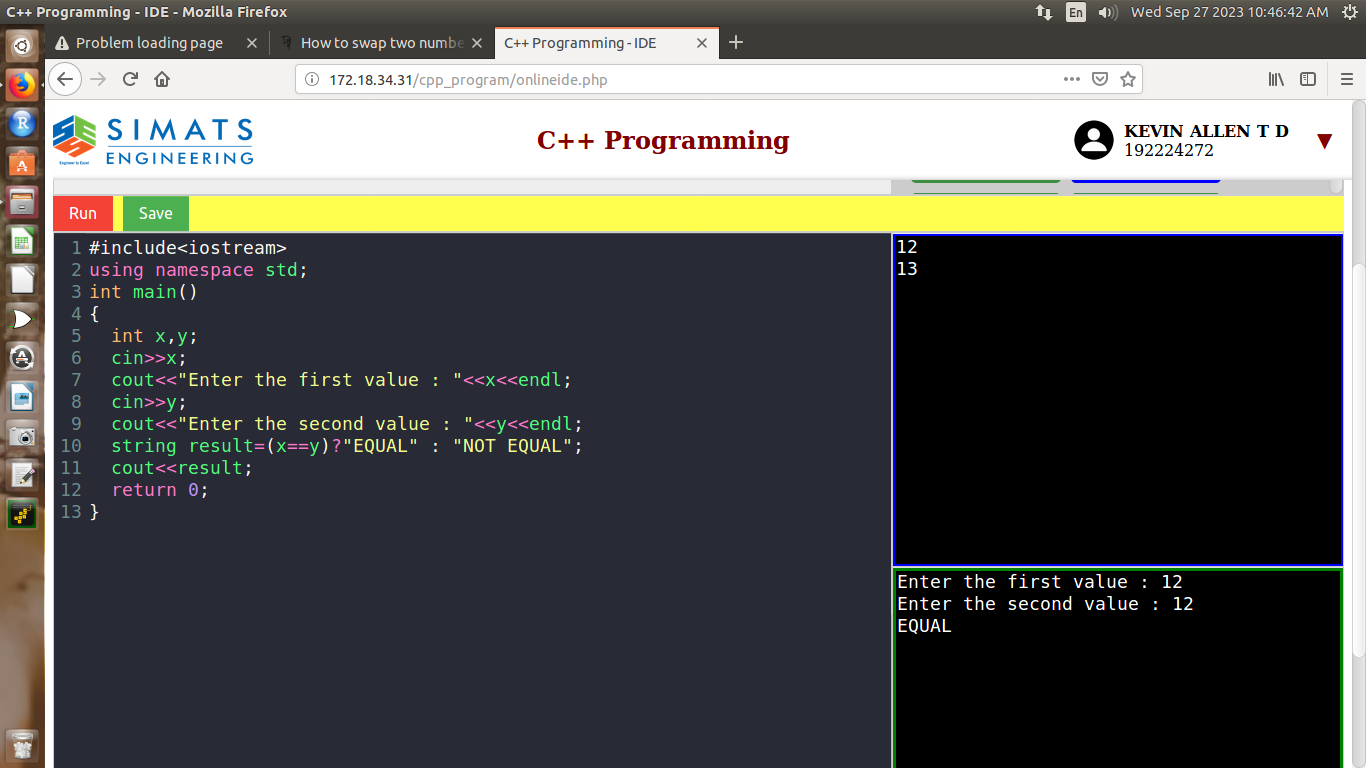 C++ Programming - IDE - Mozilla Firefox
En
Wed Sep 27 2023 10:46:42 AM
Problem loading page
How to swap two numbe
C++ Programming - IDE
172.18.34.31/cpp_program/onlineide.php
SIMATS
ENGINEERING
Engineer to Excel
C++ Programming
KEVIN ALLEN T D
192224272
Run
Save
1 #include<iostream>
2 using namespace std;
3 int main()
4 {
5   int x,y;
6   cin>>x;
7   cout<<"Enter the first value : "<<x<<endl;
8   cin>>y;
9   cout<<"Enter the second value : "<<y<<endl;
10   string result=(x==y)?"EQUAL" : "NOT EQUAL";
11   cout<<result;
12   return 0;
13 }
12
13
Enter the first value : 12
Enter the second value : 12
EQUAL